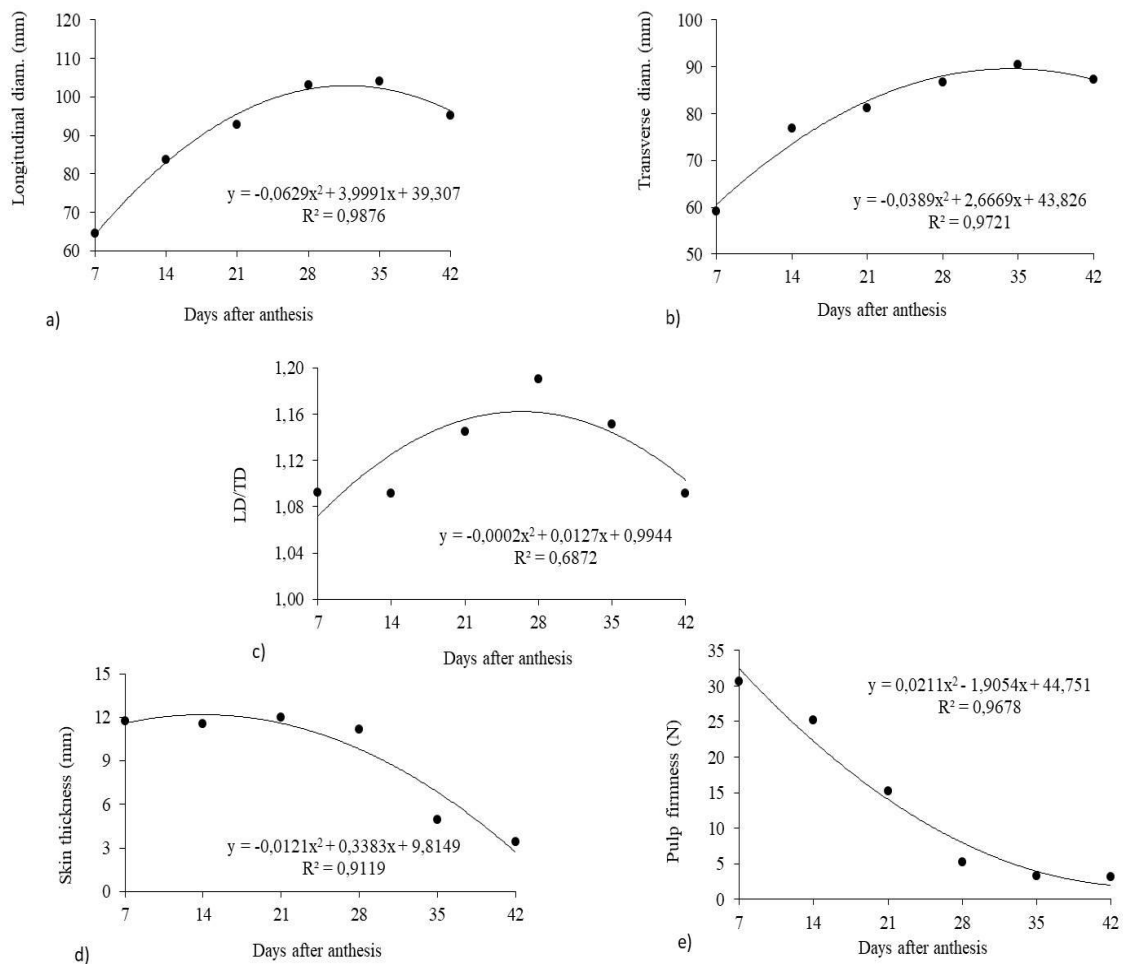 Longitudinal diam. (mm)
120
110
100
90
80
70
60
y = -0,0629x² + 3,9991x + 39,307
R² = 0,9876
7 14 21 28 35 42
Days after anthesis
a)
Transverse diam. (mm)
100
90
80
70
60
50
y = -0,0389x² + 2,6669x + 43,826
R² = 0,9721
7 14 21 28 35 42
Days after anthesis
b)
LD/TD
1,20
1,16
1,12
1,08
1,04
1,00
y = -0,0002x² + 0,0127x + 0,9944
R² = 0,6872
7 14 21 28 35 42
Days after anthesis
c)
Skin thickness (mm)
15
12
9
6
3
0
y = -0,0121x² + 0,3383x + 9,8149
R² = 0,9119
7 14 21 28 35 42
Days after anthesis
d)
Pulp firmness (N)
35
30
25
20
15
10
5
0
y = 0,0211x² - 1,9054x + 44,751
R² = 0,9678
7 14 21 28 35 42
Days after anthesis
e)